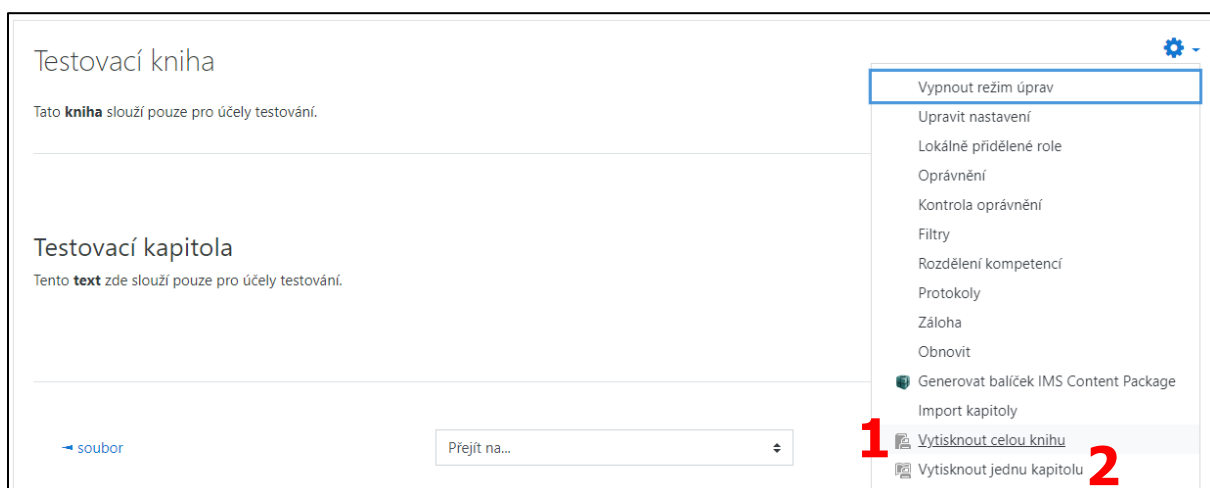 Testovací kniha
Tato kniha slouží pouze pro účely testování.
Testovací kapitola
Tento text zde slouží pouze pro účely testování.
◄ soubor
Přejít na...
Vypnout režim úprav
Upravit nastavení
Lokálně přidělené role
Oprávnění
Kontrola oprávnění
Filtry
Rozdělení kompetencí
Protokoly
Záloha
Obnovit
Generovat balíček IMS Content Package
Import kapitoly
1 Vytisknout celou knihu
Vytisknout jednu kapitolu 2